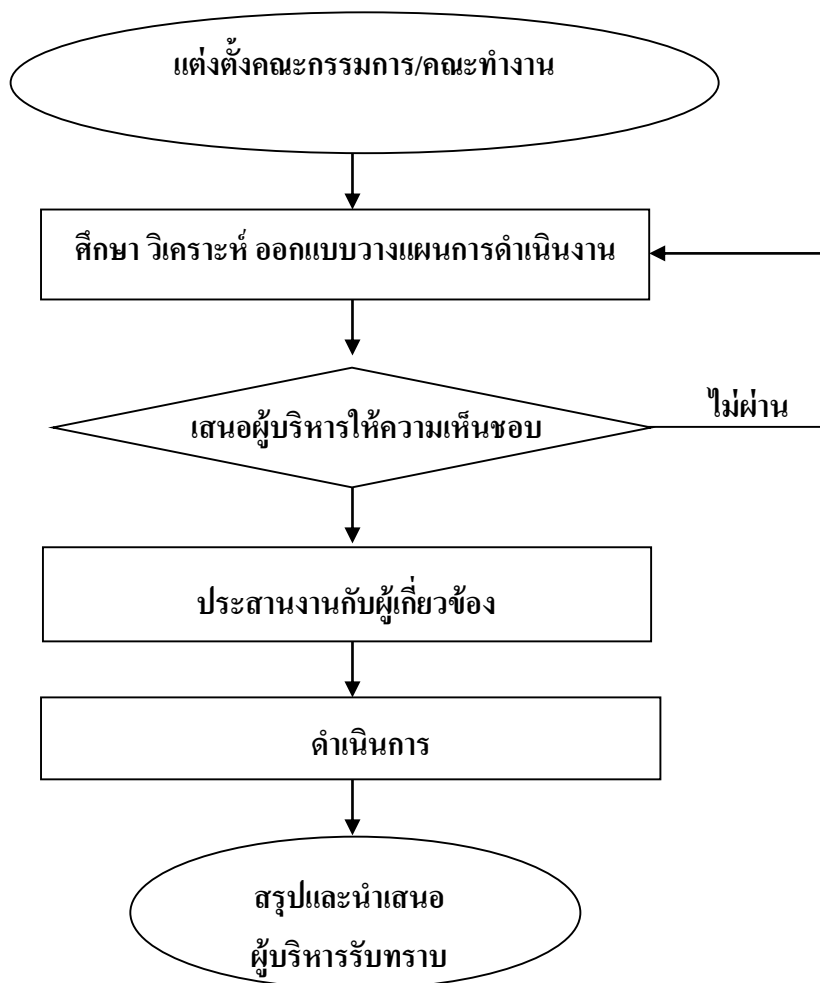 แต่งตั้งคณะกรรมการ/คณะทำงาน
ศึกษา วิเคราะห์ ออกแบบวางแผนการดำเนินงาน
เสนอผู้บริหารให้ความเห็นชอบ
ไม่ผ่าน
ประสานงานกับผู้เกี่ยวข้อง
ดำเนินการ
สรุปและนำเสนอ
ผู้บริหารรับทราบ